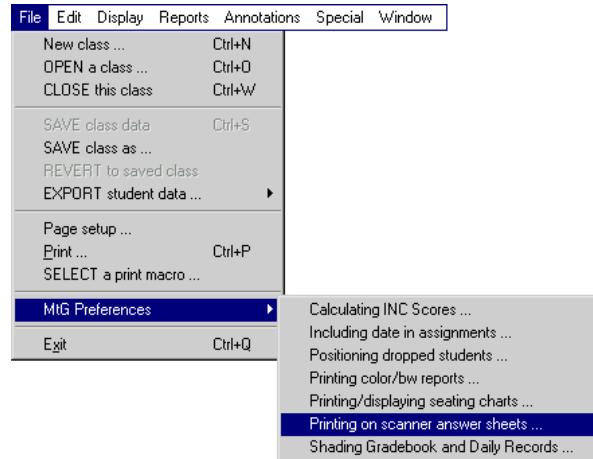 File Edit Display Reports Annotations Special Window
New class ... Ctrl+N
OPEN a class ... Ctrl+O
CLOSE this class Ctrl+W
SAVE class data Ctrl+S
SAVE class as ...
REVERT to saved class
EXPORT student data ...
Page setup ...
Print ... Ctrl+P
SELECT a print macro ...
MtG Preferences
Exit Ctrl+Q
Calculating INC Scores ...
Including date in assignments ...
Positioning dropped students ...
Printing color/bw reports ...
Printing/displaying seating charts ...
Printing on scanner answer sheets ...
Shading Gradebook and Daily Records ...